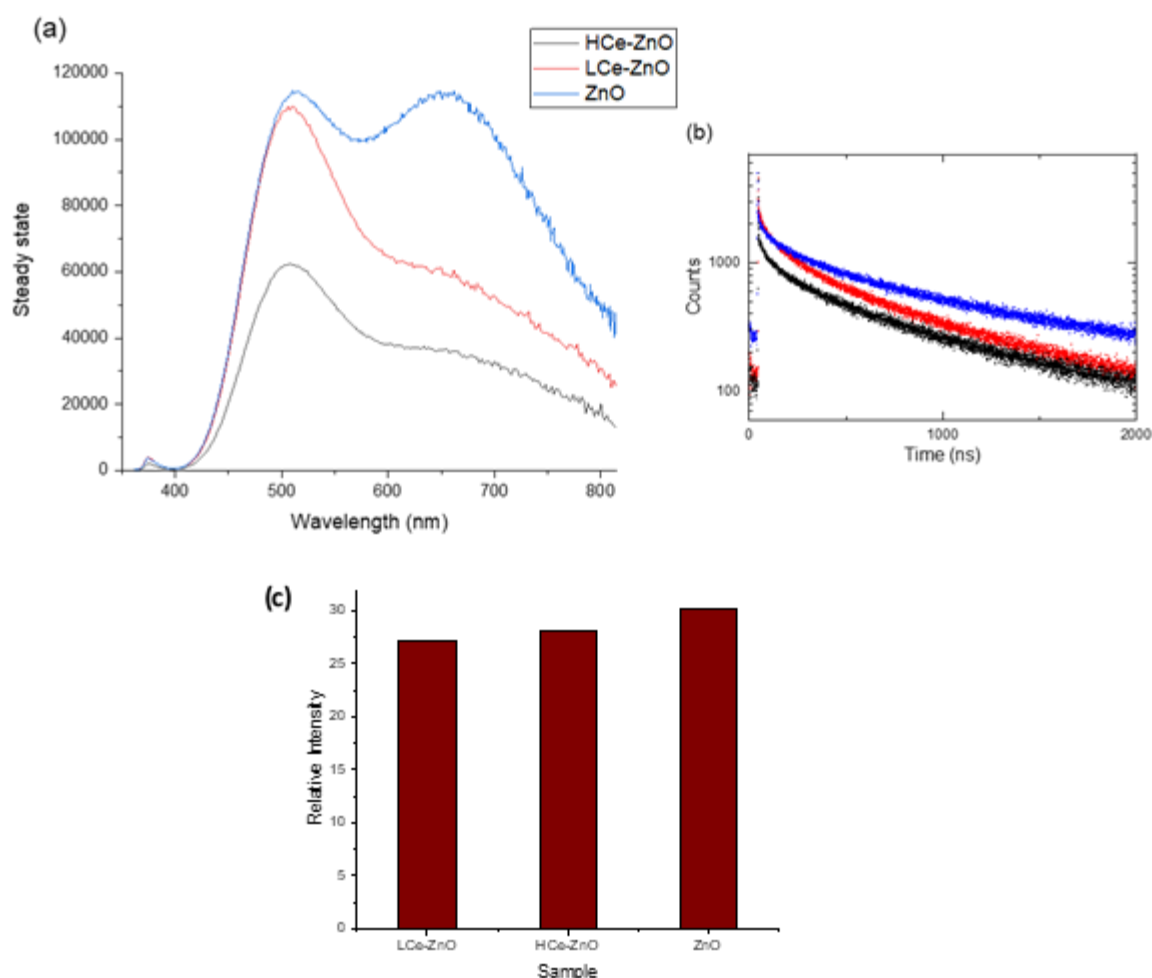 (a)
HCe-ZnO
LCe-ZnO
ZnO
120000
100000
80000
60000
40000
20000
0
Steady state
400 500 600 700 800
Wavelength (nm)
(b)
1000
100
Counts
0 1000 2000
Time (ns)
(c)
30
25
20
15
10
5
0
Relative Intensity
LCe-ZnO HCe-ZnO ZnO
Sample